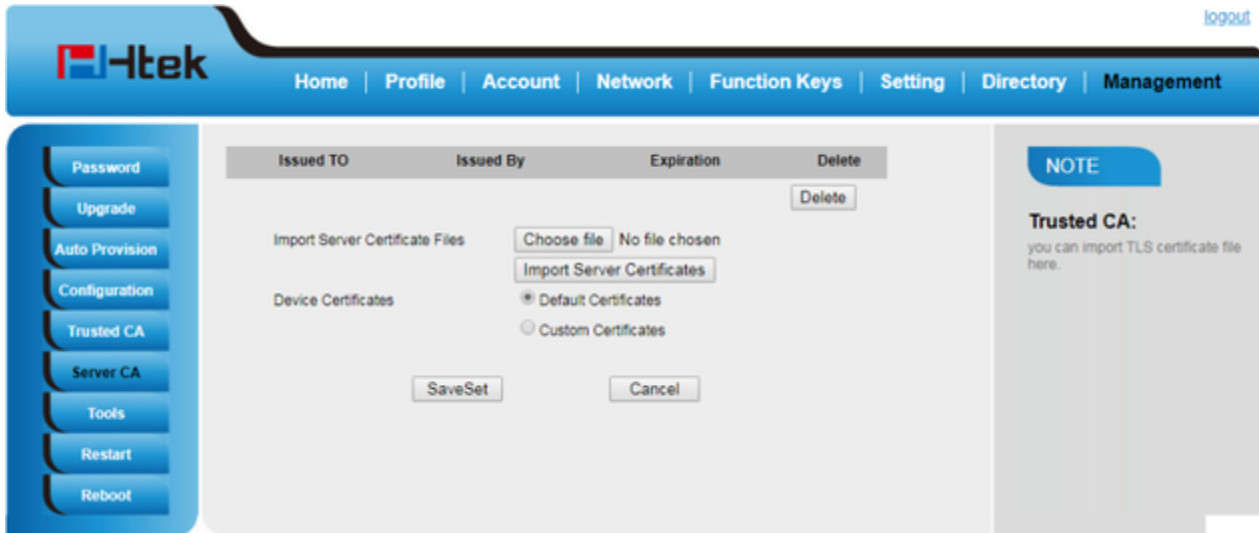 logout
Htek
Home | Profile | Account | Network | Function Keys | Setting | Directory | Management
Password
Upgrade
Auto Provision
Configuration
Trusted CA
Server CA
Tools
Restart
Reboot
Issued TO Issued By Expiration Delete
Delete
Import Server Certificate Files Choose file No file chosen
Import Server Certificates
Device Certificates Default Certificates
Custom Certificates
SaveSet Cancel
NOTE
Trusted CA:
you can import TLS certificate file
here.